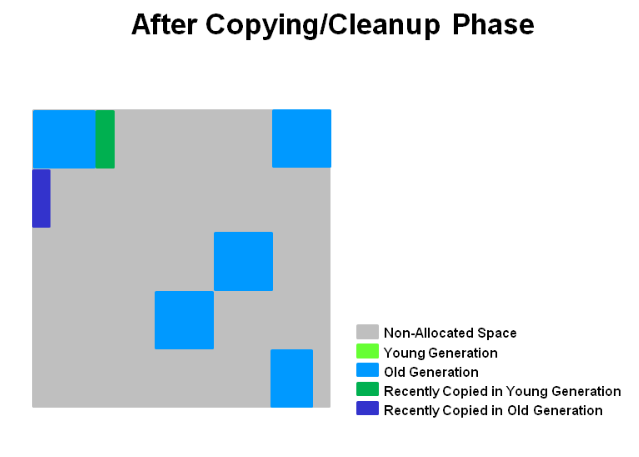 After Copying/Cleanup Phase
Non-Allocated Space
Young Generation
Old Generation
Recently Copied in Young Generation
Recently Copied in Old Generation